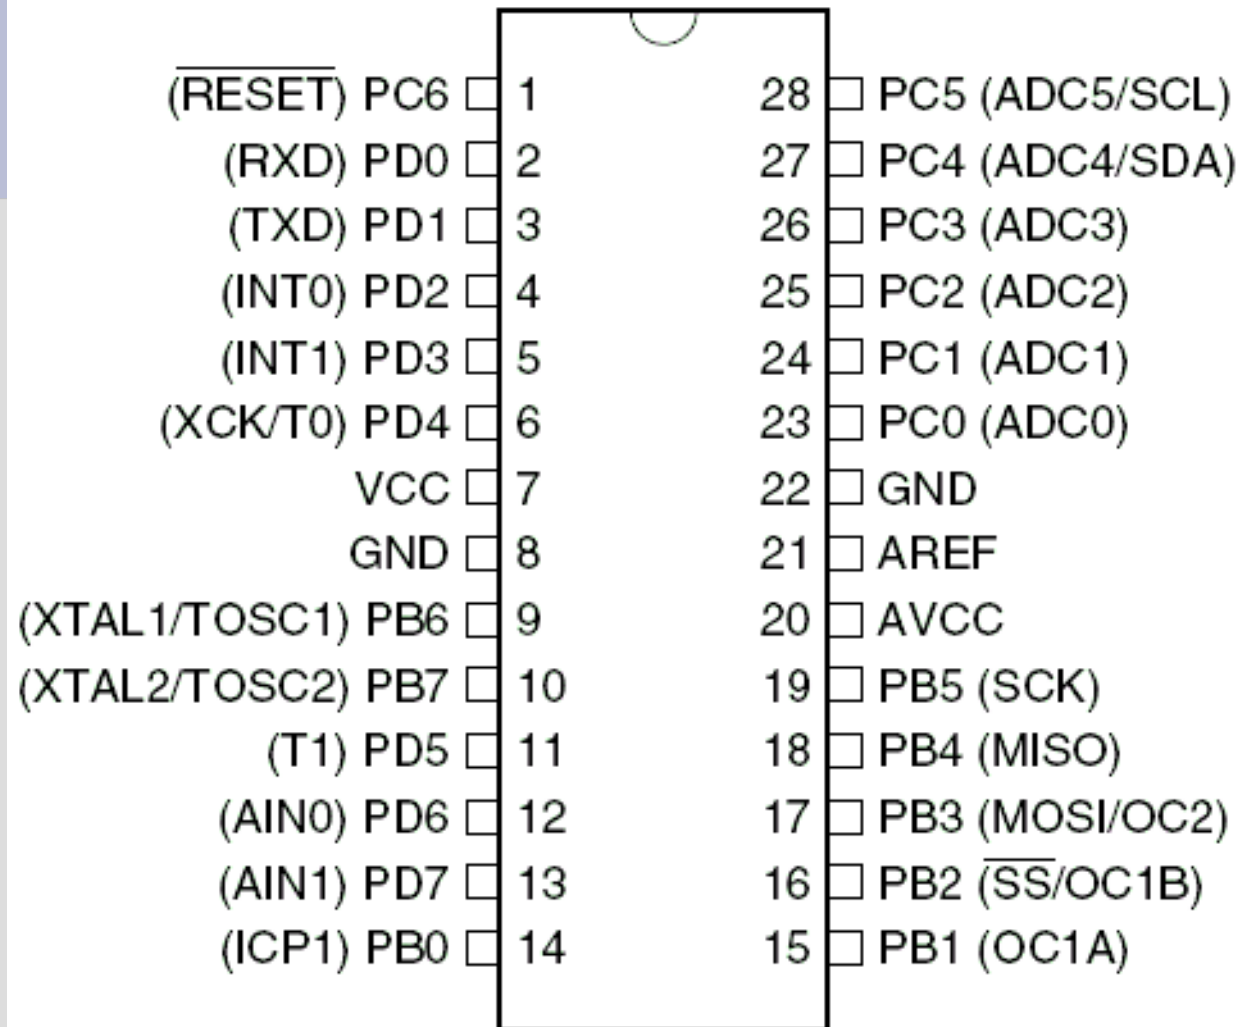 (RESET) PC6 1 28 PC5 (ADC5/SCL)
(RXD) PD0 2 27 PC4 (ADC4/SDA)
(TXD) PD1 3 26 PC3 (ADC3)
(INT0) PD2 4 25 PC2 (ADC2)
(INT1) PD3 5 24 PC1 (ADC1)
(XCK/T0) PD4 6 23 PC0 (ADC0)
VCC 7 22 GND
GND 8 21 AREF
(XTAL1/TOSC1) PB6 9 20 AVCC
(XTAL2/TOSC2) PB7 10 19 PB5 (SCK)
(T1) PD5 11 18 PB4 (MISO)
(AIN0) PD6 12 17 PB3 (MOSI/OC2)
(AIN1) PD7 13 16 PB2 (SS/OC1B)
(ICP1) PB0 14 15 PB1 (OC1A)